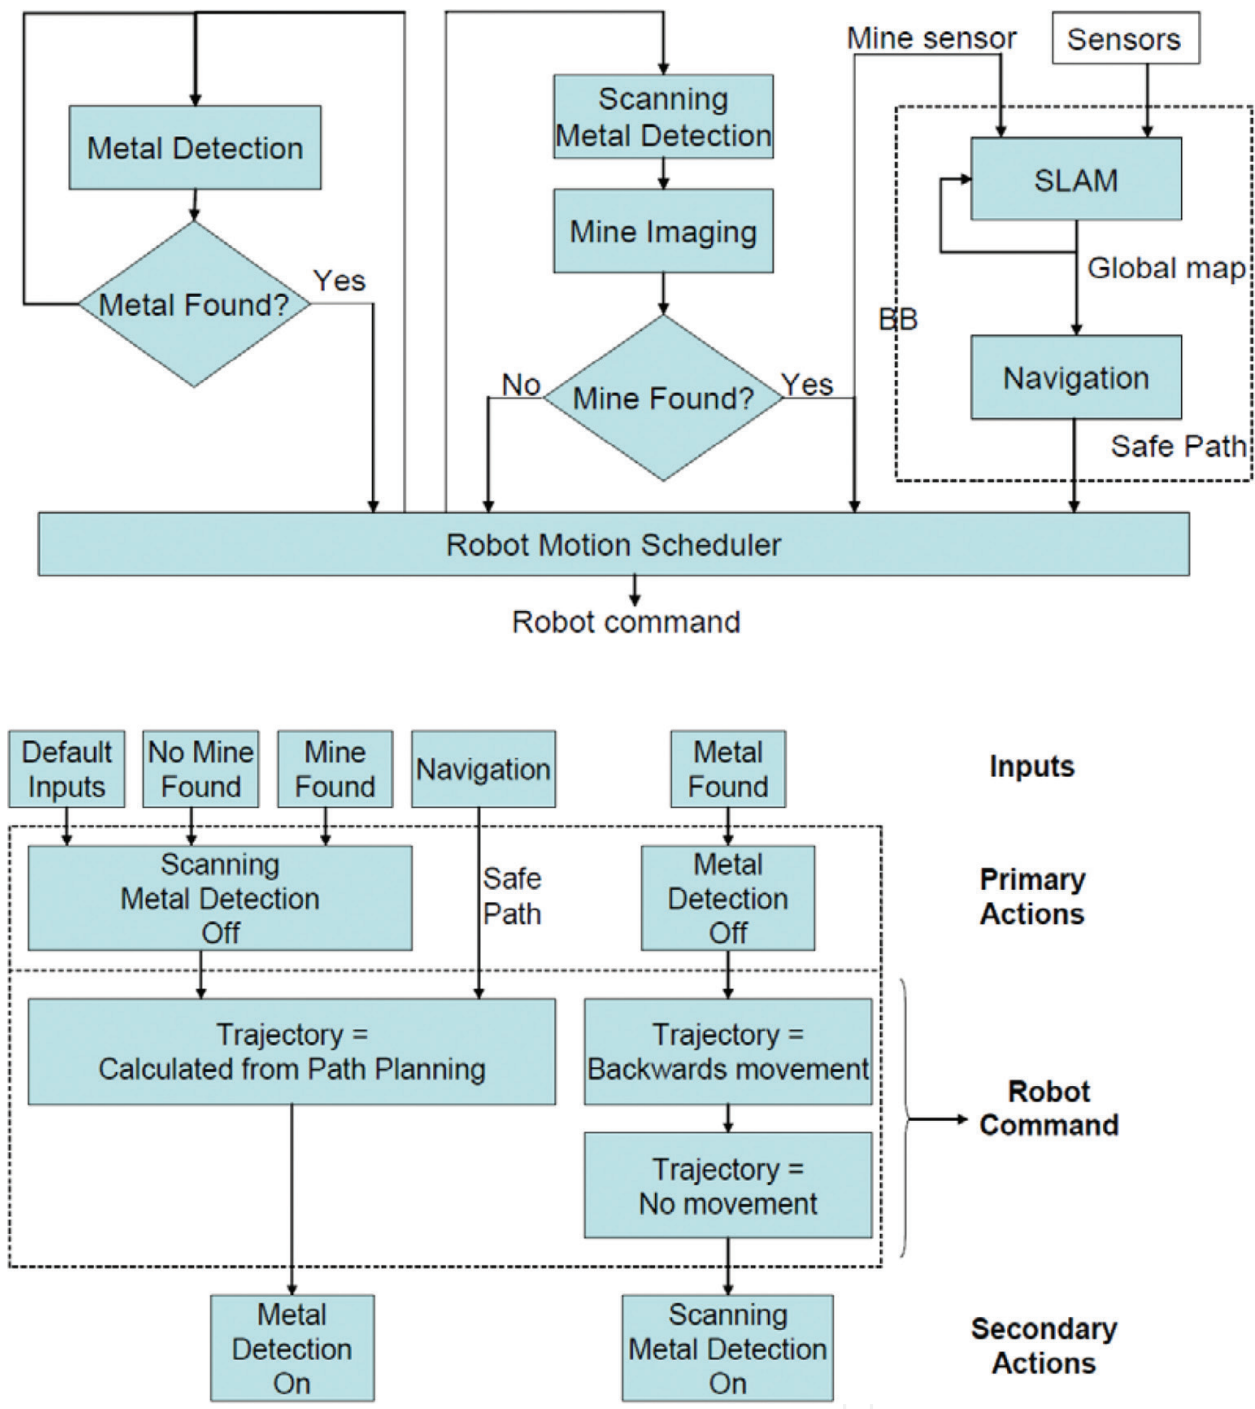 Mine sensor
Sensors
Metal Detection
Scanning
Metal Detection
SLAM
Mine Imaging
Global map
Metal Found?
Yes
BB
Navigation
No
Mine Found?
Yes
Safe Path
Robot Motion Scheduler
Robot command
Default
Inputs
No Mine
Found
Mine
Found
Navigation
Metal
Found
Inputs
Scanning
Metal Detection
Off
Safe
Path
Metal
Detection
Off
Primary
Actions
Trajectory =
Calculated from Path Planning
Trajectory =
Backwards movement
Trajectory =
No movement
Robot
Command
Metal
Detection
On
Scanning
Metal Detection
On
Secondary
Actions